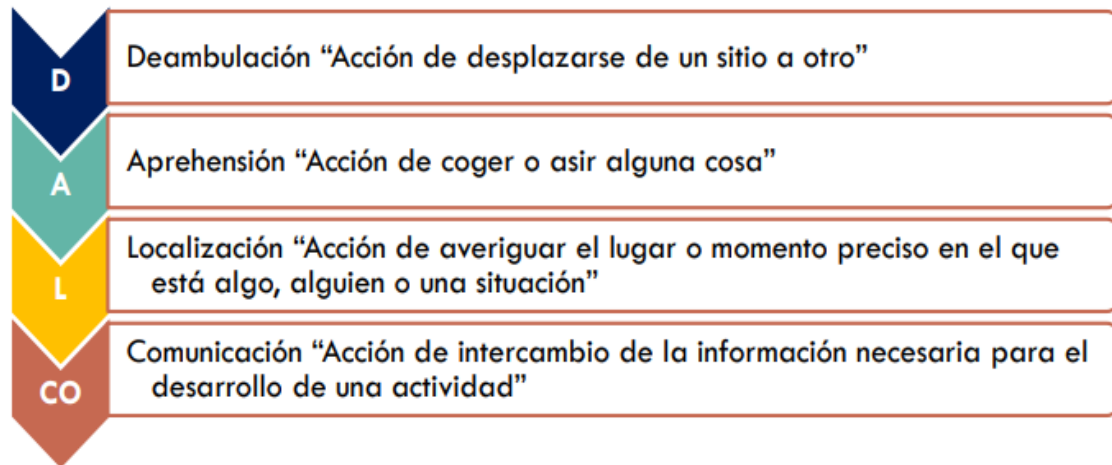 D
Deambulación “Acción de desplazarse de un sitio a otro”
A
Aprehensión “Acción de coger o asir alguna cosa”
L
Localización “Acción de averiguar el lugar o momento preciso en el que
está algo, alguien o una situación”
CO
Comunicación “Acción de intercambio de la información necesaria para el
desarrollo de una actividad”